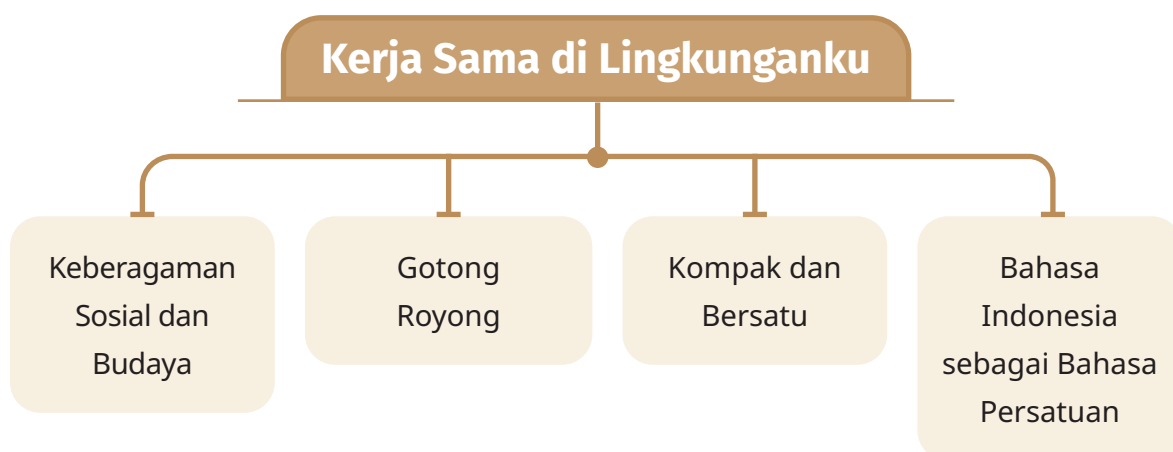 Kerja Sama di Lingkunganku
Keberagaman
Sosial dan
Budaya
Gotong
Royong
Kompak dan
Bersatu
Bahasa
Indonesia
sebagai Bahasa
Persatuan